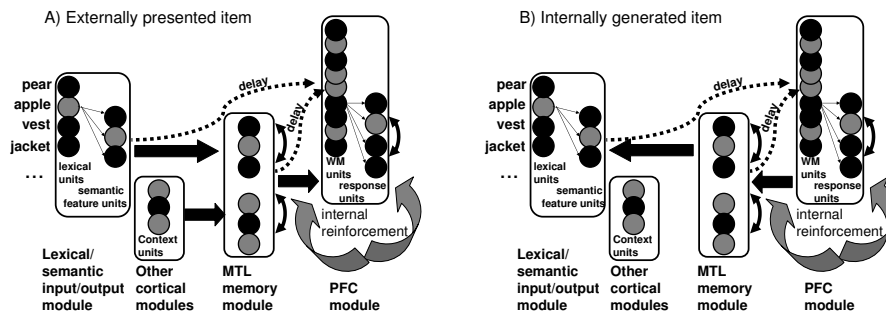 A) Externally presented item
pear
apple
vest
jacket
...
lexical
units
semantic
feature units
Context
units
delay
delay
WM
units
response
units
internal
reinforcement
Lexical/
semantic
input/output
module
Other
cortical
modules
MTL
memory
module
PFC
module
B) Internally generated item
pear
apple
vest
jacket
...
lexical
units
semantic
feature units
Context
units
delay
delay
WM
units
response
units
internal
reinforcement
Lexical/
semantic
input/output
module
Other
cortical modules
MTL
memory
module
PFC
module